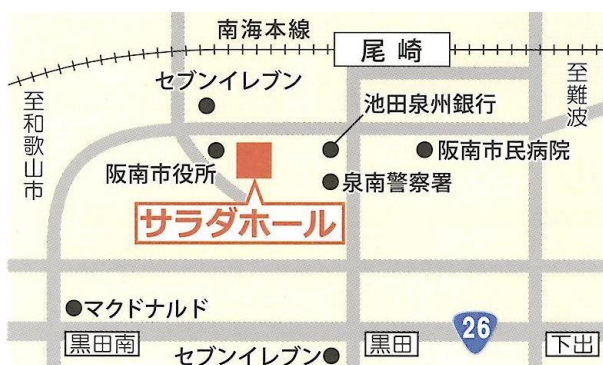 南海本線
尾崎
セブンイレブン
至難波
至和歌山市
池田泉州銀行
阪南市役所
阪南市民病院
泉南警察署
サラダホール
マクドナルド
26
黒田南
黒田
下出
セブンイレブン